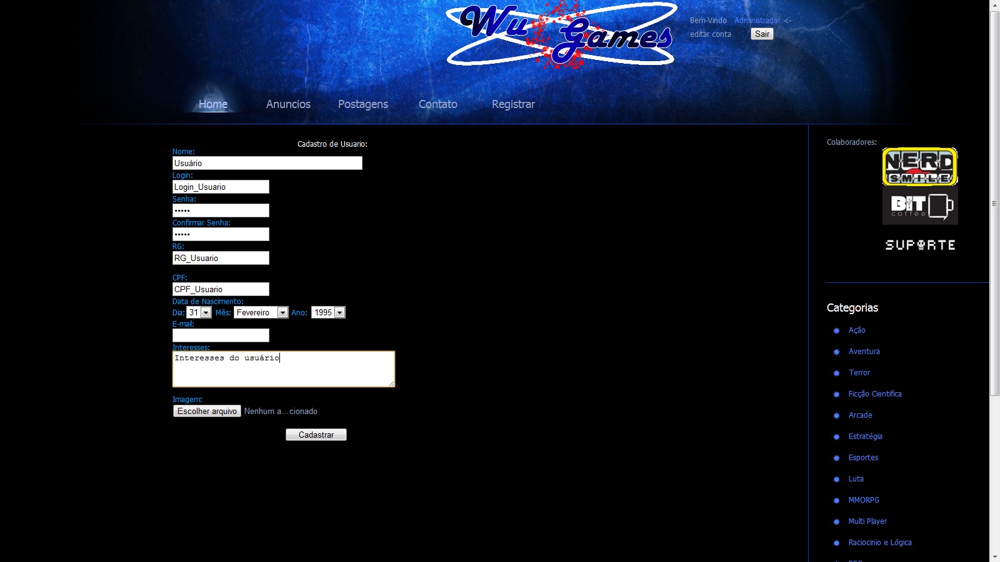 Wu Games
Bem-Vindo Administrador <-
editar conta Sair
Home Anuncios Postagens Contato Registrar
Cadastro de Usuario:
Nome:
Usuário
Login:
Login_Usuario
Senha:
•••••
Confirmar Senha:
•••••
RG:
RG_Usuario
CPF:
CPF_Usuario
Data de Nascimento:
Dia: 31 Mês: Fevereiro Ano: 1995
E-mail:
Interesses:
Interesses do usuário
Imagem:
Escolher arquivo Nenhum a...cionado
Cadastrar
Colaboradores:
NERD
SMILE
BIT
coffee
SUPORTE
Categorias
Ação
Aventura
Terror
Ficção Cientifica
Arcade
Estratégia
Esportes
Luta
MMORPG
Multi Player
Raciocinio e Lógica